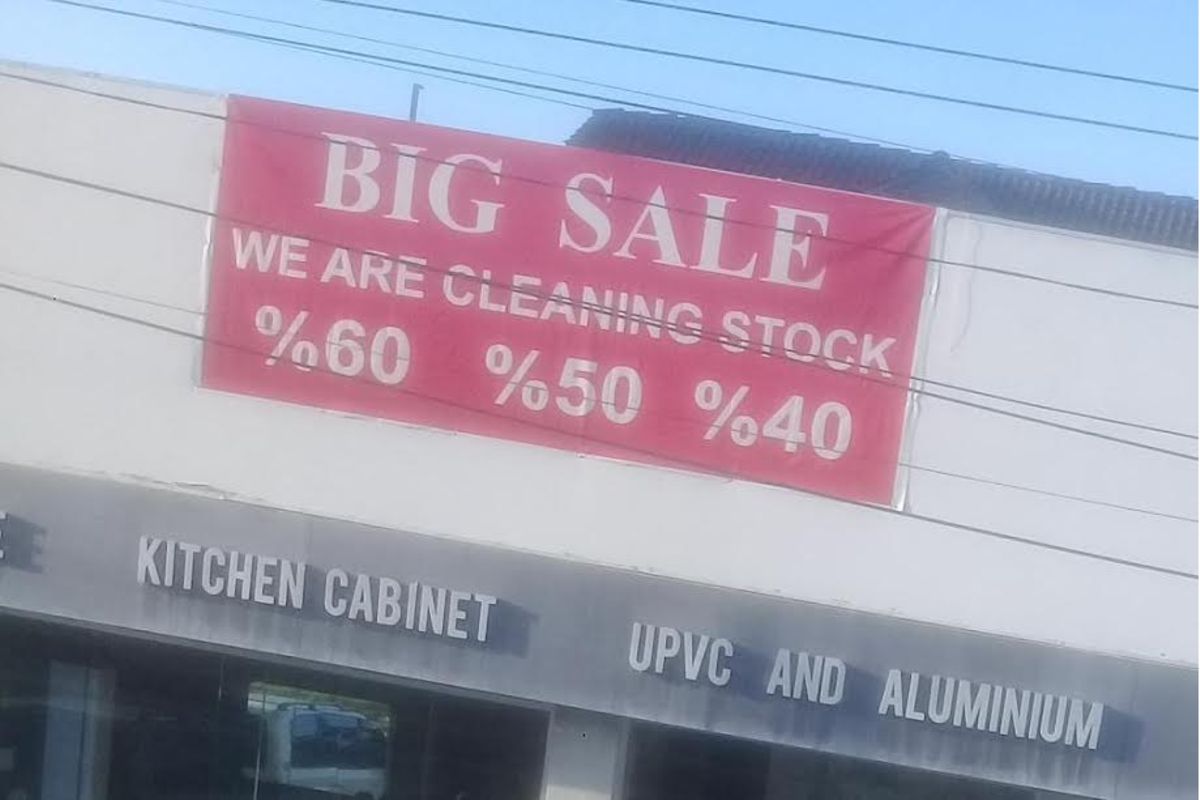 BIG SALE
WE ARE CLEANING STOCK
%60 %50 %40
KITCHEN CABINET
UPVC AND ALUMINIUM